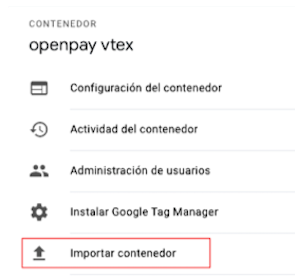 CONTENEDOR
openpay vtex
Configuración del contenedor
Actividad del contenedor
Administración de usuarios
Instalar Google Tag Manager
Importar contenedor